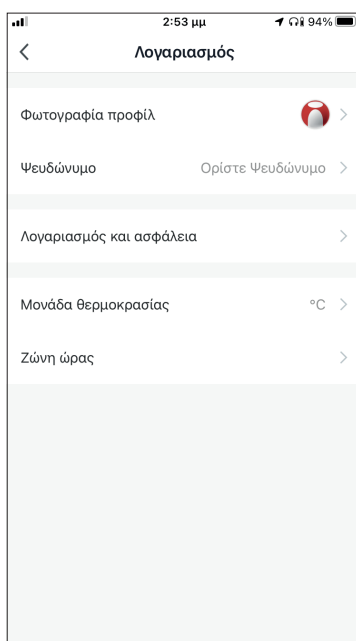 2:53 μμ 94%
Λογαριασμός
Φωτογραφία προφίλ
Ψευδώνυμο Ορίστε Ψευδώνυμο
Λογαριασμός και ασφάλεια
Μονάδα θερμοκρασίας °C
Ζώνη ώρας